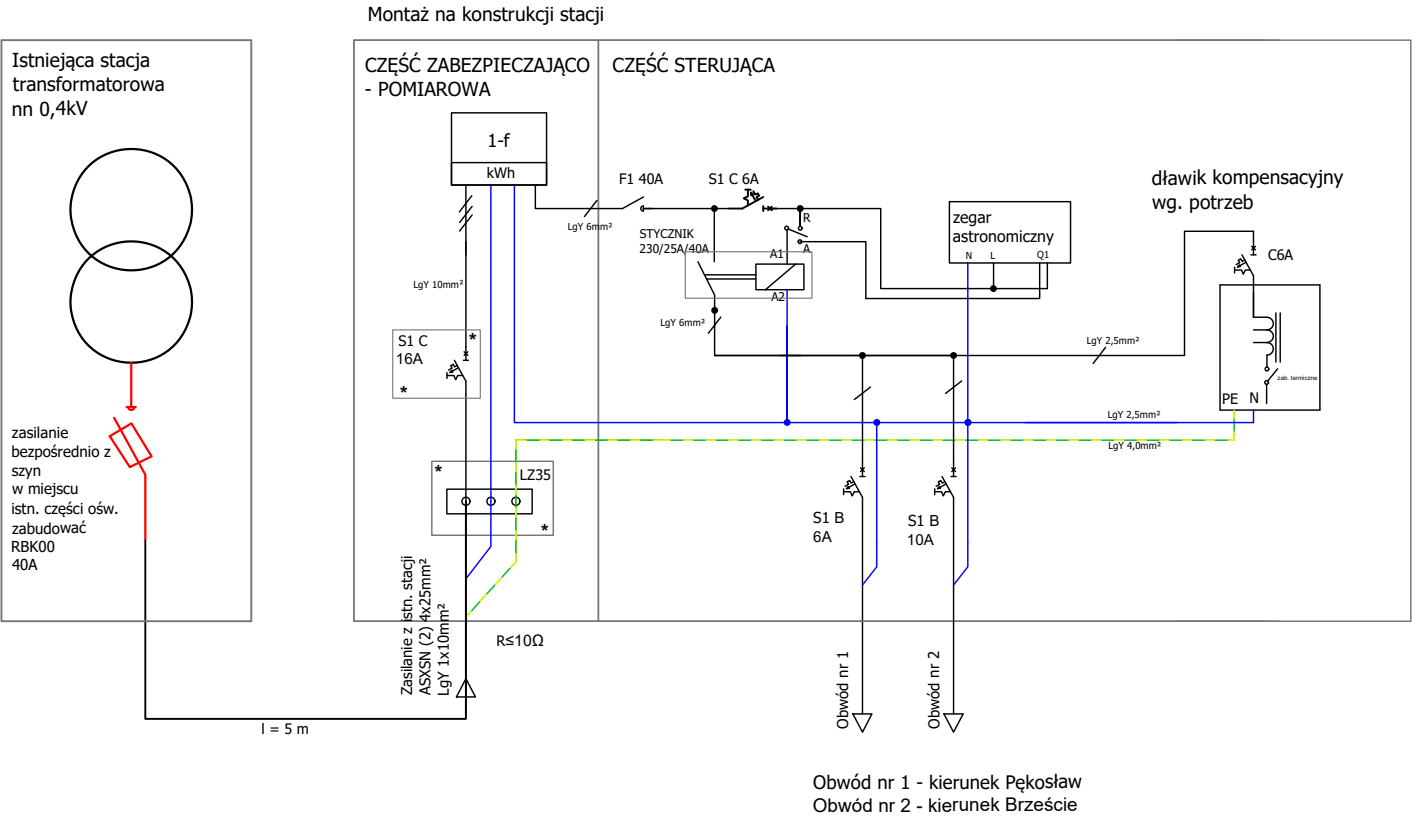 Montaż na konstrukcji stacji
Istniejąca stacja
transformatorowa
nn 0,4kV
zasilanie
bezpośrednio z
szyn
w miejscu
istn. części ośw.
zabudować
RBK00
40A
l = 5 m
CZĘŚĆ ZABEZPIECZAJĄCO
- POMIAROWA
1-f
kWh
LgY 10mm²
S1 C
16A
*
*
*
LZ35
*
Zasilanie z istn. stacji
ASXSN (2) 4x25mm²
LgY 1x10mm²
R≤10Ω
CZĘŚĆ STERUJĄCA
LgY 6mm²
F1 40A
S1 C 6A
STYCZNIK
230/25A/40A
R
A
A1
A2
LgY 6mm²
zegar
astronomiczny
N L Q1
dławik kompensacyjny
wg. potrzeb
C6A
zab. termiczne
PE N
LgY 2,5mm²
LgY 2,5mm²
LgY 4,0mm²
S1 B
6A
S1 B
10A
Obwód nr 1
Obwód nr 2
Obwód nr 1 - kierunek Pękosław
Obwód nr 2 - kierunek Brzeście